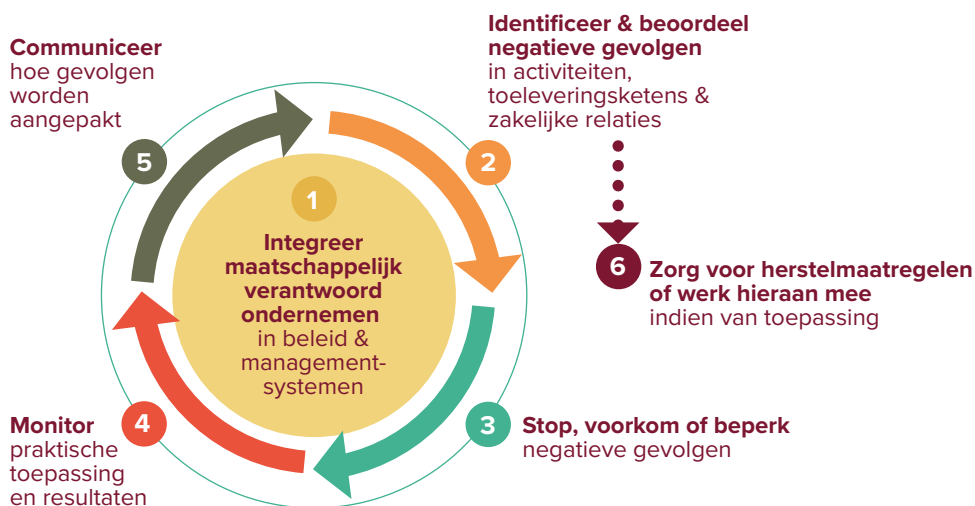 1
Integreer
maatschappelijk
verantwoord
ondernemen
in beleid &
management-
systemen
2
Identificeer & beoordeel
negatieve gevolgen
in activiteiten,
toeleveringsketens &
zakelijke relaties
3
Stop, voorkom of beperk
negatieve gevolgen
4
Monitor
praktische
toepassing
en resultaten
5
Communiceer
hoe gevolgen
worden
aangepakt
6
Zorg voor herstelmaatregelen
of werk hieraan mee
indien van toepassing